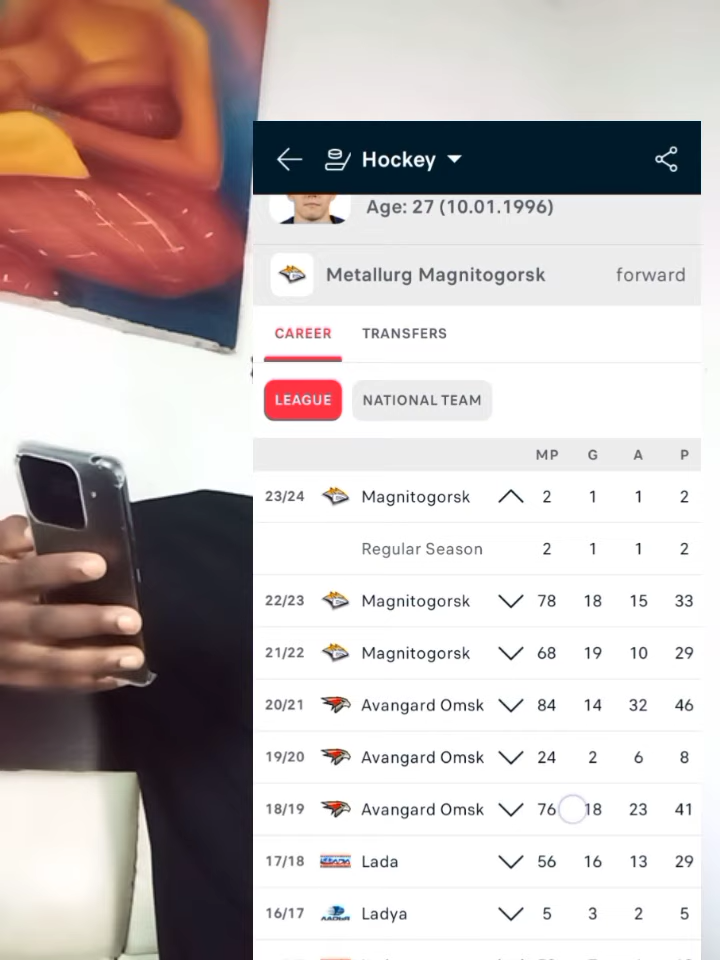 Hockey
Age: 27 (10.01.1996)
Metallurg Magnitogorsk forward
CAREER TRANSFERS
LEAGUE NATIONAL TEAM
MP G A P
23/24 Magnitogorsk 2 1 1 2
Regular Season 2 1 1 2
22/23 Magnitogorsk 78 18 15 33
21/22 Magnitogorsk 68 19 10 29
20/21 Avangard Omsk 84 14 32 46
19/20 Avangard Omsk 24 2 6 8
18/19 Avangard Omsk 76 18 23 41
17/18 Lada 56 16 13 29
16/17 Ladya 5 3 2 5